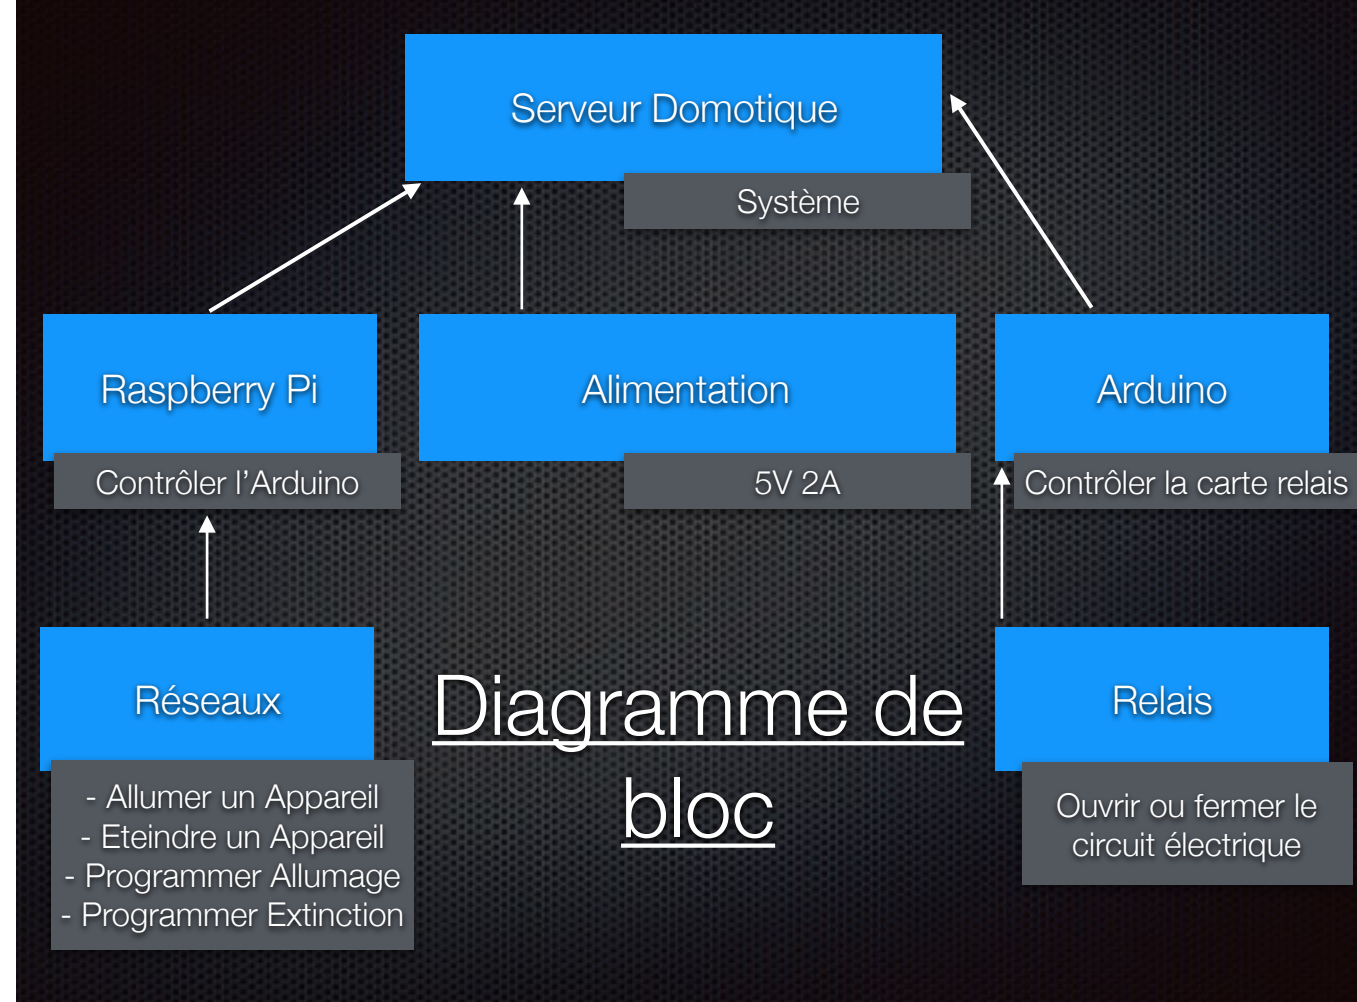 Serveur Domotique
Système
Raspberry Pi
Contrôler l’Arduino
Alimentation
5V 2A
Arduino
Contrôler la carte relais
Réseaux
- Allumer un Appareil
- Eteindre un Appareil
- Programmer Allumage
- Programmer Extinction
Diagramme de
bloc
Relais
Ouvrir ou fermer le
circuit électrique